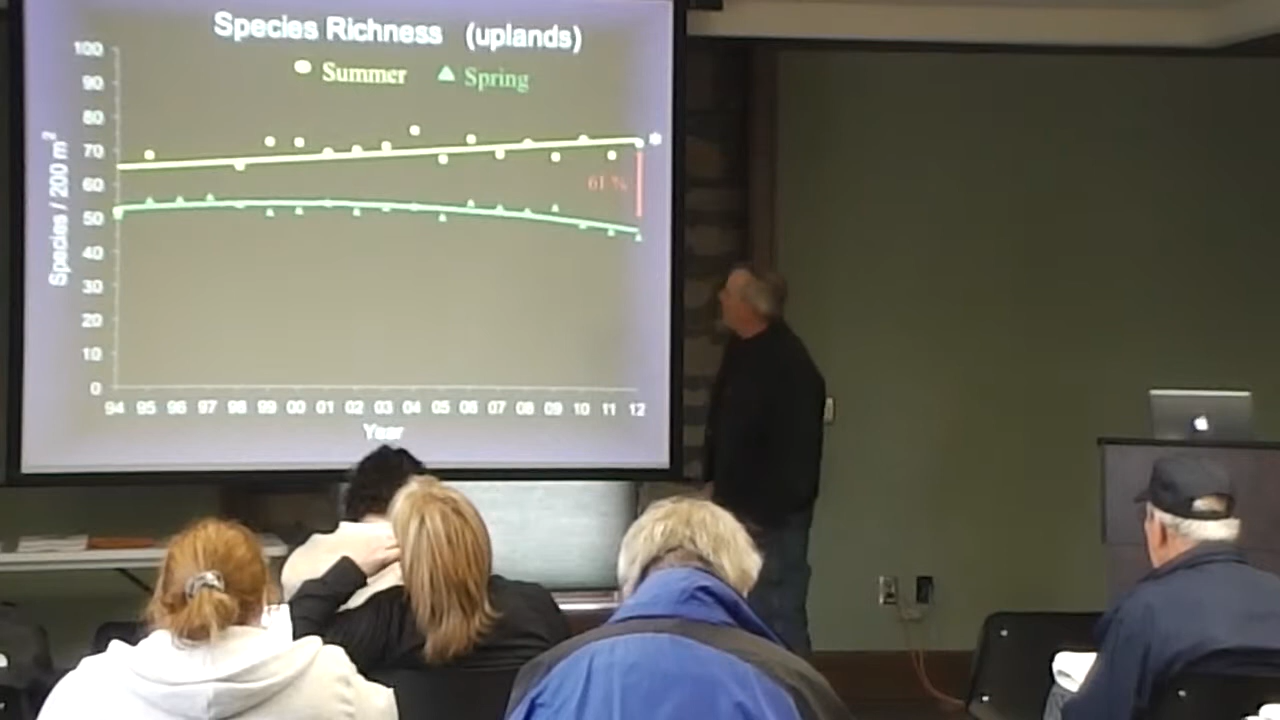 Species Richness (uplands)
Summer Spring
100
90
80
70
60
50
40
30
20
10
0
Species / 200 m²
61 %
*
94 95 96 97 98 99 00 01 02 03 04 05 06 07 08 09 10 11 12
Year